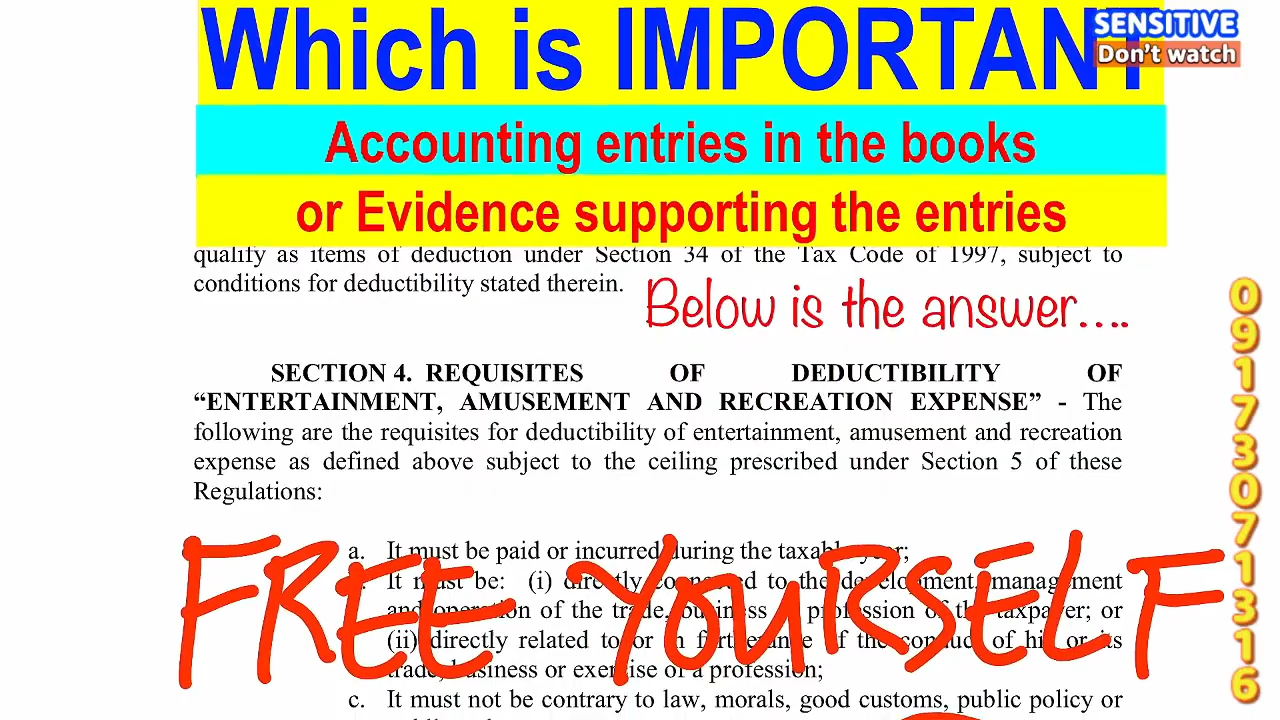 Which is IMPORTANT
SENSITIVE
Don't watch
Accounting entries in the books
or Evidence supporting the entries
qualify as items of deduction under Section 34 of the Tax Code of 1997, subject to
conditions for deductibility stated therein.
Below is the answer....
SECTION 4. REQUISITES OF DEDUCTIBILITY OF
“ENTERTAINMENT, AMUSEMENT AND RECREATION EXPENSE” - The
following are the requisites for deductibility of entertainment, amusement and recreation
expense as defined above subject to the ceiling prescribed under Section 5 of these
Regulations:
FREE YOURSELF
a. It must be paid or incurred during the taxable year;
It must be: (i) directly connected to the development, management
and operation of the trade, business or profession of the taxpayer; or
(ii) directly related to or in furtherance of the conduct of his or its
trade, business or exercise of a profession;
c. It must not be contrary to law, morals, good customs, public policy or
09173071316